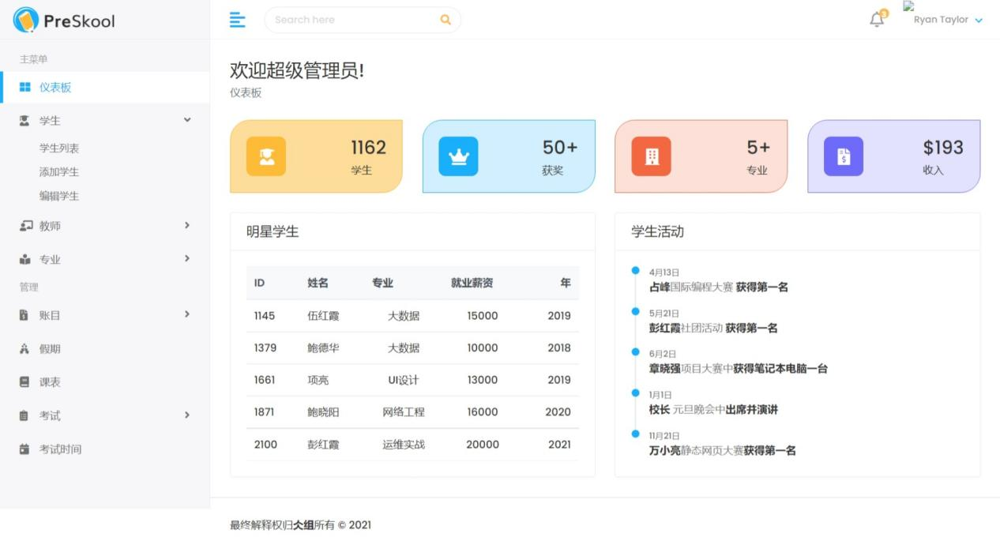 PreSkool
Search here
3
Ryan Taylor
主菜单
仪表板
学生
学生列表
添加学生
编辑学生
教师
专业
管理
账目
假期
课表
考试
考试时间
欢迎超级管理员!
仪表板
1162
学生
50+
获奖
5+
专业
$193
收入
明星学生
ID 姓名 专业 就业薪资 年
1145 伍红霞 大数据 15000 2019
1379 鲍德华 大数据 10000 2018
1661 项亮 UI设计 13000 2019
1871 鲍晓阳 网络工程 16000 2020
2100 彭红霞 运维实战 20000 2021
学生活动
4月13日
占峰国际编程大赛 获得第一名
5月21日
彭红霞社团活动 获得第一名
6月2日
章晓强项目大赛中获得笔记本电脑一台
1月1日
校长 元旦晚会中出席并演讲
11月21日
万小亮静态网页大赛获得第一名
最终解释权归仌组所有 © 2021